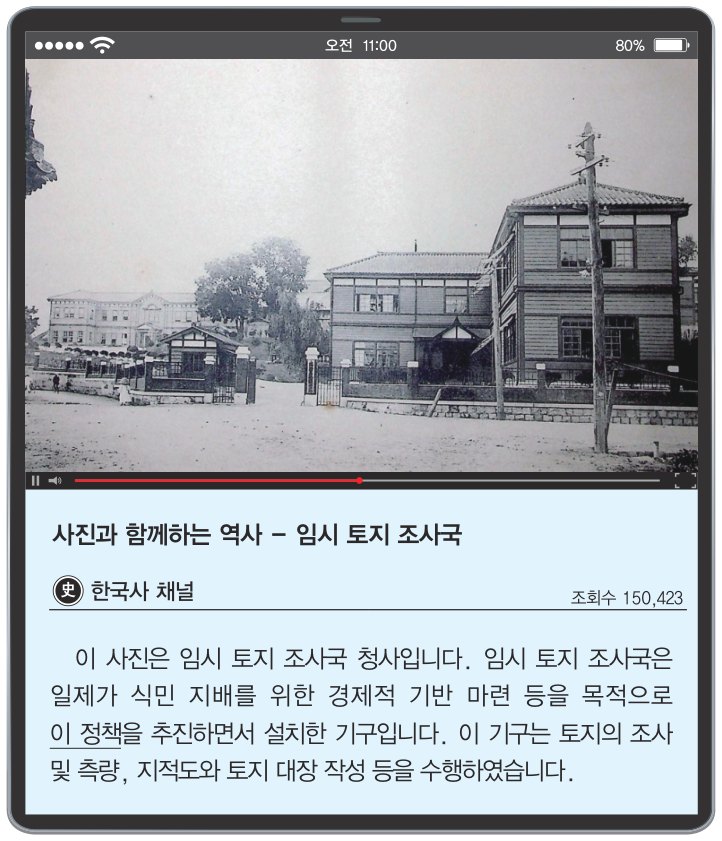 오전 11:00 80%
사진과 함께하는 역사 – 임시 토지 조사국
史 한국사 채널 조회수 150,423
이 사진은 임시 토지 조사국 청사입니다. 임시 토지 조사국은
일제가 식민 지배를 위한 경제적 기반 마련 등을 목적으로
이 정책을 추진하면서 설치한 기구입니다. 이 기구는 토지의 조사
및 측량, 지적도와 토지 대장 작성 등을 수행하였습니다.